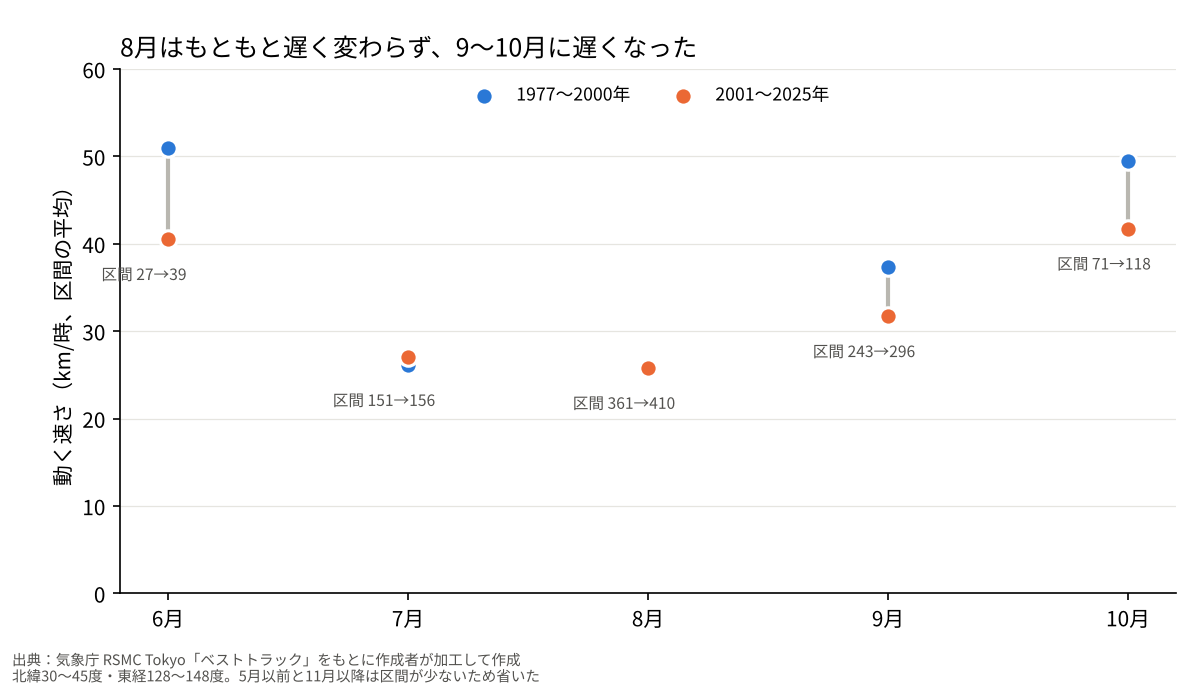 8月はもともと遅く変わらず、9〜10月に遅くなった
1977〜2000年
2001〜2025年
動く速さ（km/時、区間の平均）
60
50
40
30
20
10
0
区間 27→39
区間 151→156
区間 361→410
区間 243→296
区間 71→118
6月
7月
8月
9月
10月
出典：気象庁 RSMC Tokyo「ベストトラック」をもとに作成者が加工して作成
北緯30〜45度・東経128〜148度。5月以前と11月以降は区間が少ないため省いた